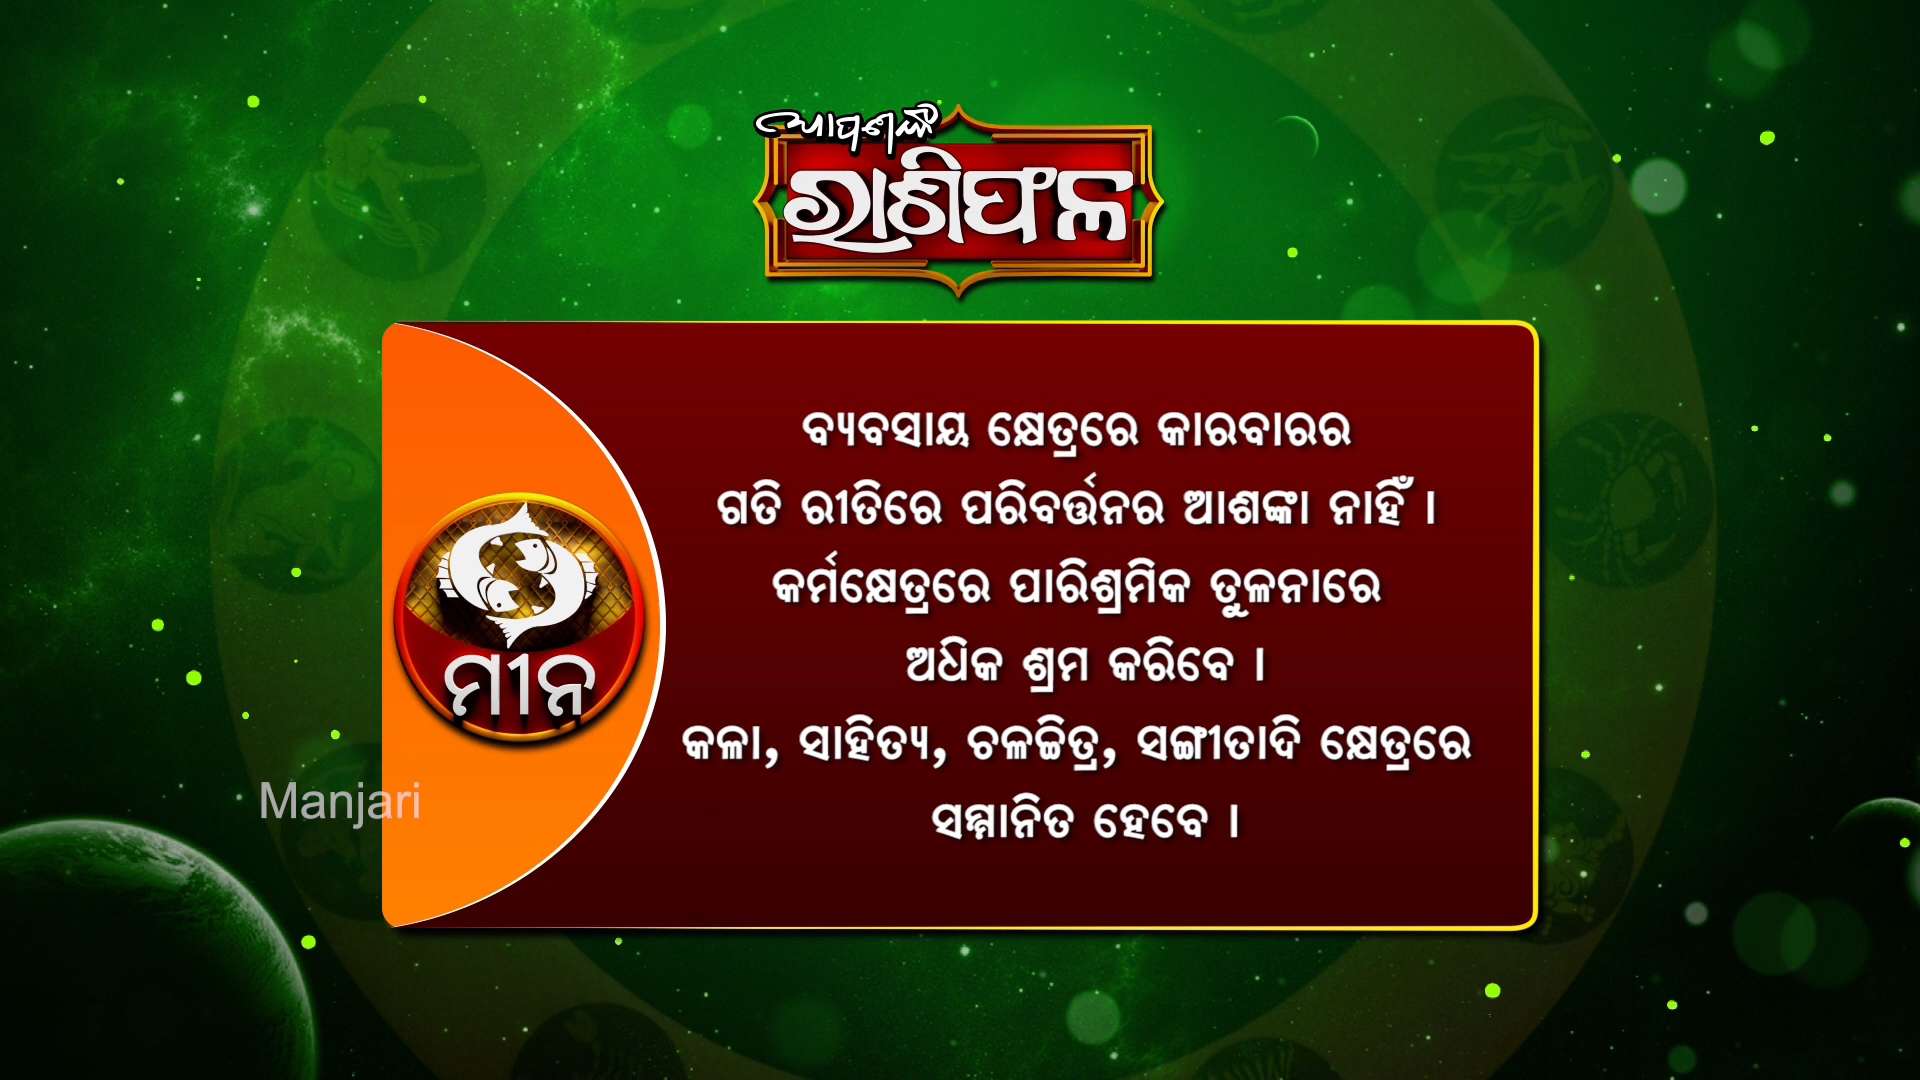 ଆପଣଙ୍କ
ରାଶିଫଳ
ବ୍ୟବସାୟ କ୍ଷେତ୍ରରେ କାରବାରର
ଗତି ରୀତିରେ ପରିବର୍ତ୍ତନର ଆଶଙ୍କା ନାହିଁ ।
କର୍ମକ୍ଷେତ୍ରରେ ପାରିଶ୍ରମିକ ତୁଳନାରେ
ଅଧିକ ଶ୍ରମ କରିବେ ।
କଳା, ସାହିତ୍ୟ, ଚଳଚ୍ଚିତ୍ର, ସଙ୍ଗୀତାଦି କ୍ଷେତ୍ରରେ
ସମ୍ମାନିତ ହେବେ ।
ମୀନ
Manjari